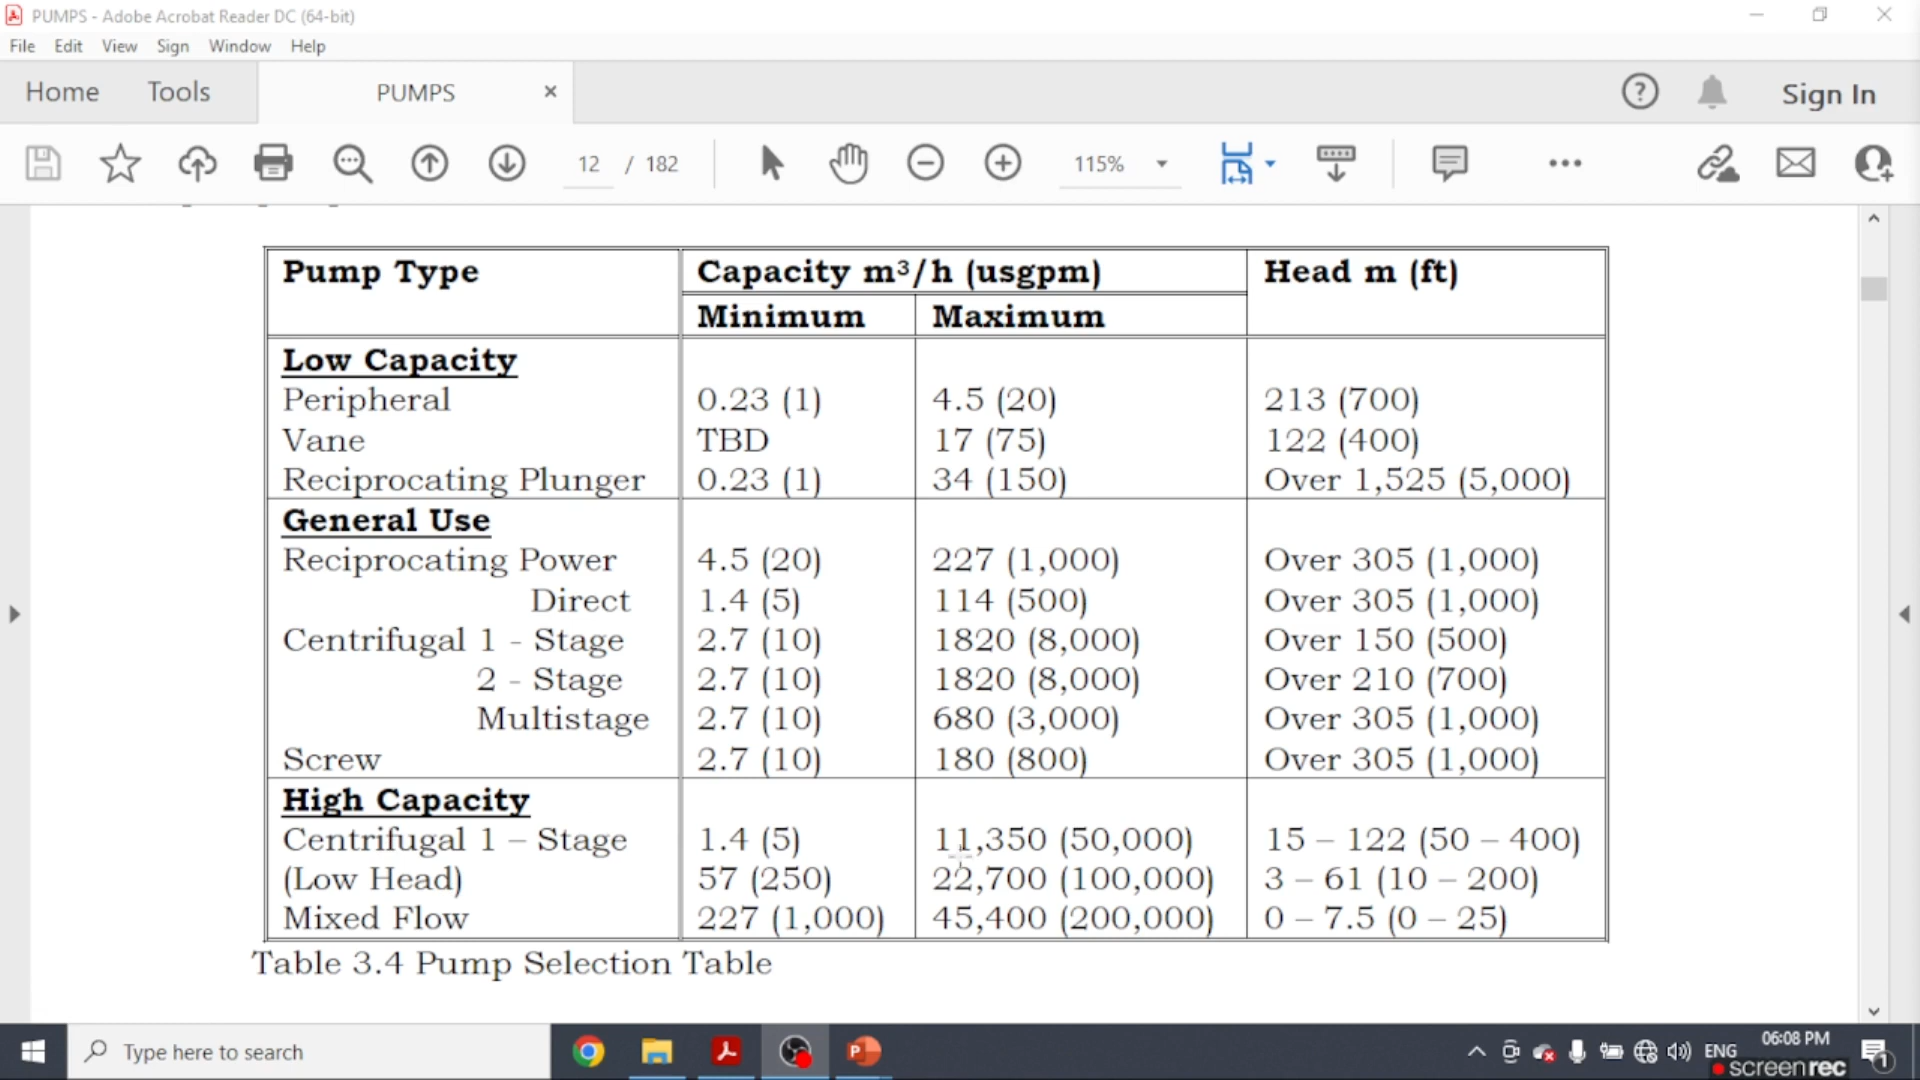 PUMPS - Adobe Acrobat Reader DC (64-bit)
File Edit View Sign Window Help
Home Tools PUMPS × Sign In
12 / 182 115%
Pump Type Capacity m³/h (usgpm) Head m (ft)
Minimum Maximum
Low Capacity
Peripheral 0.23 (1) 4.5 (20) 213 (700)
Vane TBD 17 (75) 122 (400)
Reciprocating Plunger 0.23 (1) 34 (150) Over 1,525 (5,000)
General Use
Reciprocating Power 4.5 (20) 227 (1,000) Over 305 (1,000)
Direct 1.4 (5) 114 (500) Over 305 (1,000)
Centrifugal 1 - Stage 2.7 (10) 1820 (8,000) Over 150 (500)
2 - Stage 2.7 (10) 1820 (8,000) Over 210 (700)
Multistage 2.7 (10) 680 (3,000) Over 305 (1,000)
Screw 2.7 (10) 180 (800) Over 305 (1,000)
High Capacity
Centrifugal 1 – Stage 1.4 (5) 11,350 (50,000) 15 – 122 (50 – 400)
(Low Head) 57 (250) 22,700 (100,000) 3 – 61 (10 – 200)
Mixed Flow 227 (1,000) 45,400 (200,000) 0 – 7.5 (0 – 25)
Table 3.4 Pump Selection Table
Type here to search
ENG 06:08 PM 1
screenrec